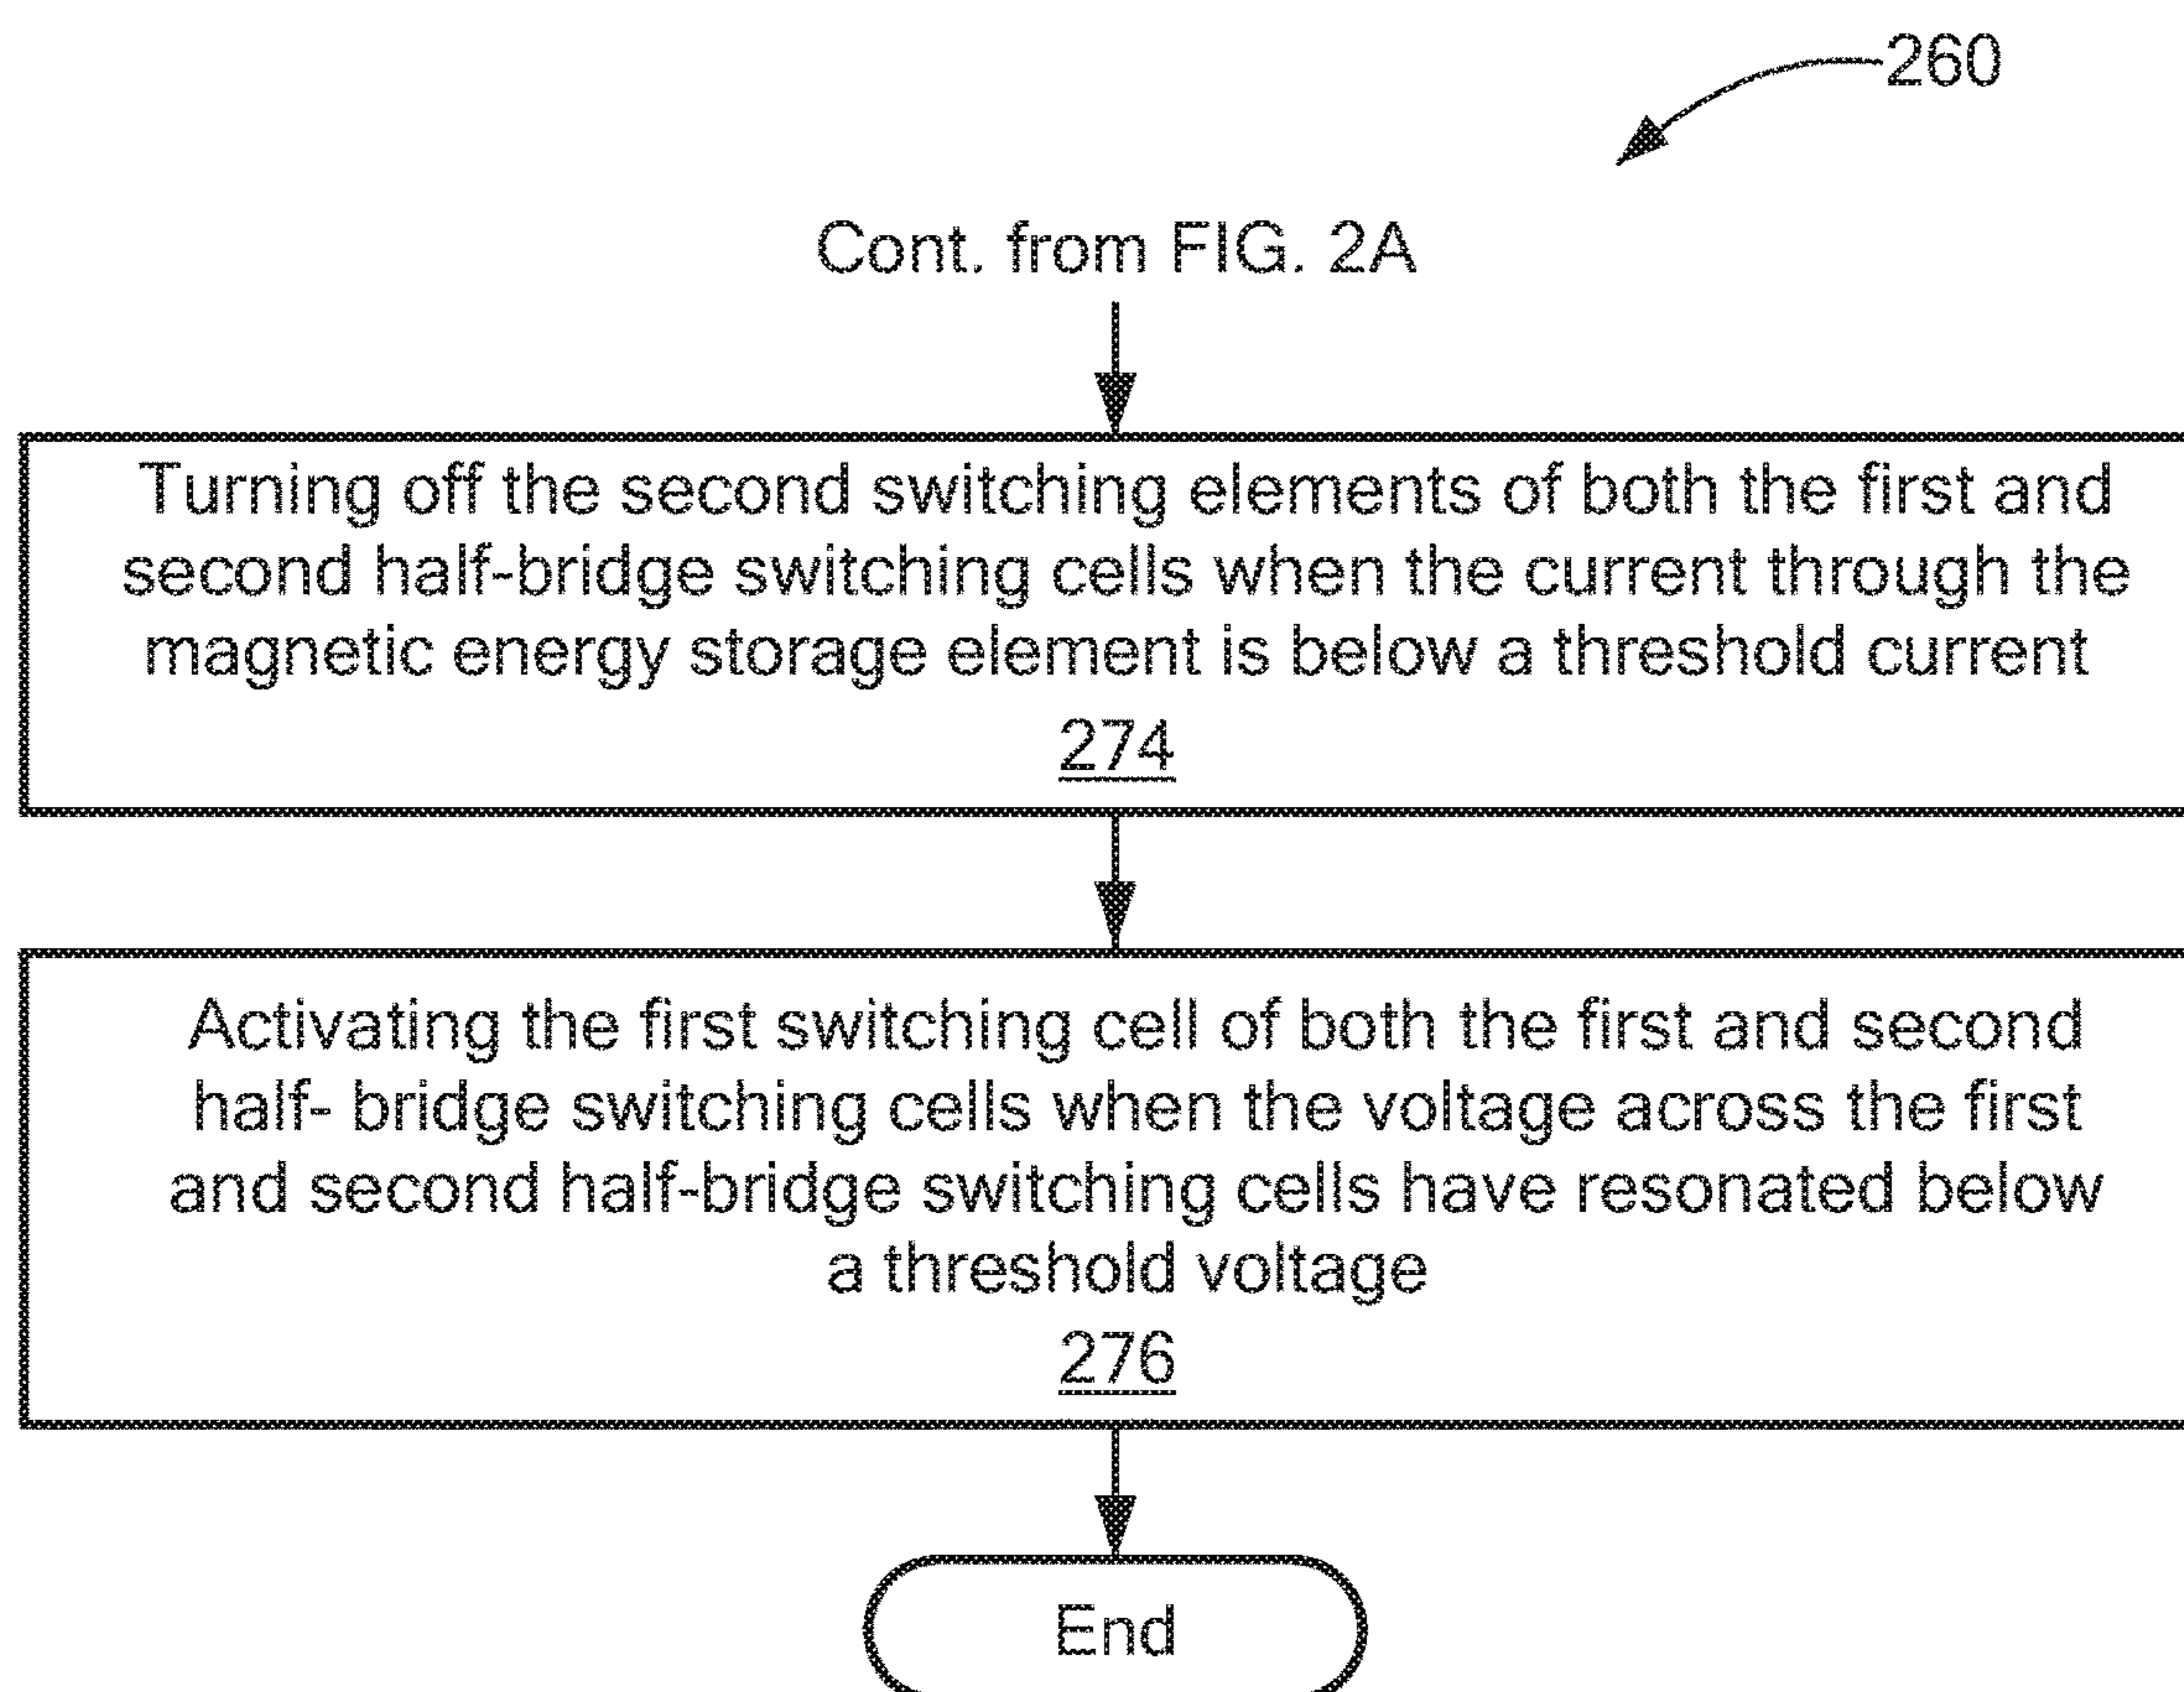 260
Cont. from FIG. 2A
Turning off the second switching elements of both the first and
second half-bridge switching cells when the current through the
magnetic energy storage element is below a threshold current
274
Activating the first switching cell of both the first and second
half- bridge switching cells when the voltage across the first
and second half-bridge switching cells have resonated below
a threshold voltage
276
End